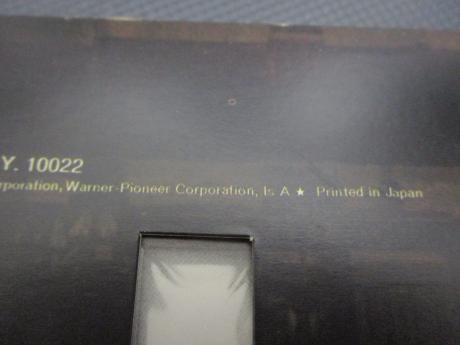 Y. 10022
rporation, Warner-Pioneer Corporation, Is A ★ Printed in Japan